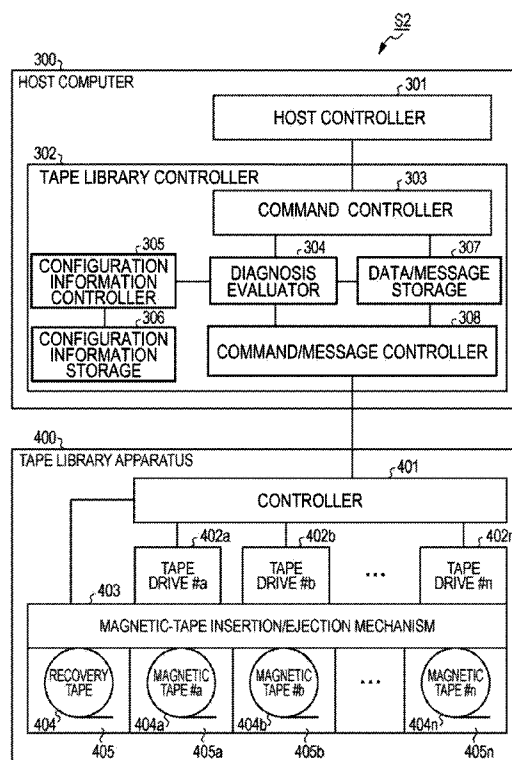 S2
300
HOST COMPUTER
301
HOST CONTROLLER
302
TAPE LIBRARY CONTROLLER
303
COMMAND CONTROLLER
305
CONFIGURATION
INFORMATION
CONTROLLER
304
DIAGNOSIS
EVALUATOR
307
DATA/MESSAGE
STORAGE
306
CONFIGURATION
INFORMATION
STORAGE
308
COMMAND/MESSAGE CONTROLLER
400
TAPE LIBRARY APPARATUS
401
CONTROLLER
402a
TAPE
DRIVE #a
402b
TAPE
DRIVE #b
...
402n
TAPE
DRIVE #n
403
MAGNETIC-TAPE INSERTION/EJECTION MECHANISM
RECOVERY
TAPE
MAGNETIC
TAPE #a
MAGNETIC
TAPE #b
...
MAGNETIC
TAPE #n
404
404a
404b
404n
405
405a
405b
405n